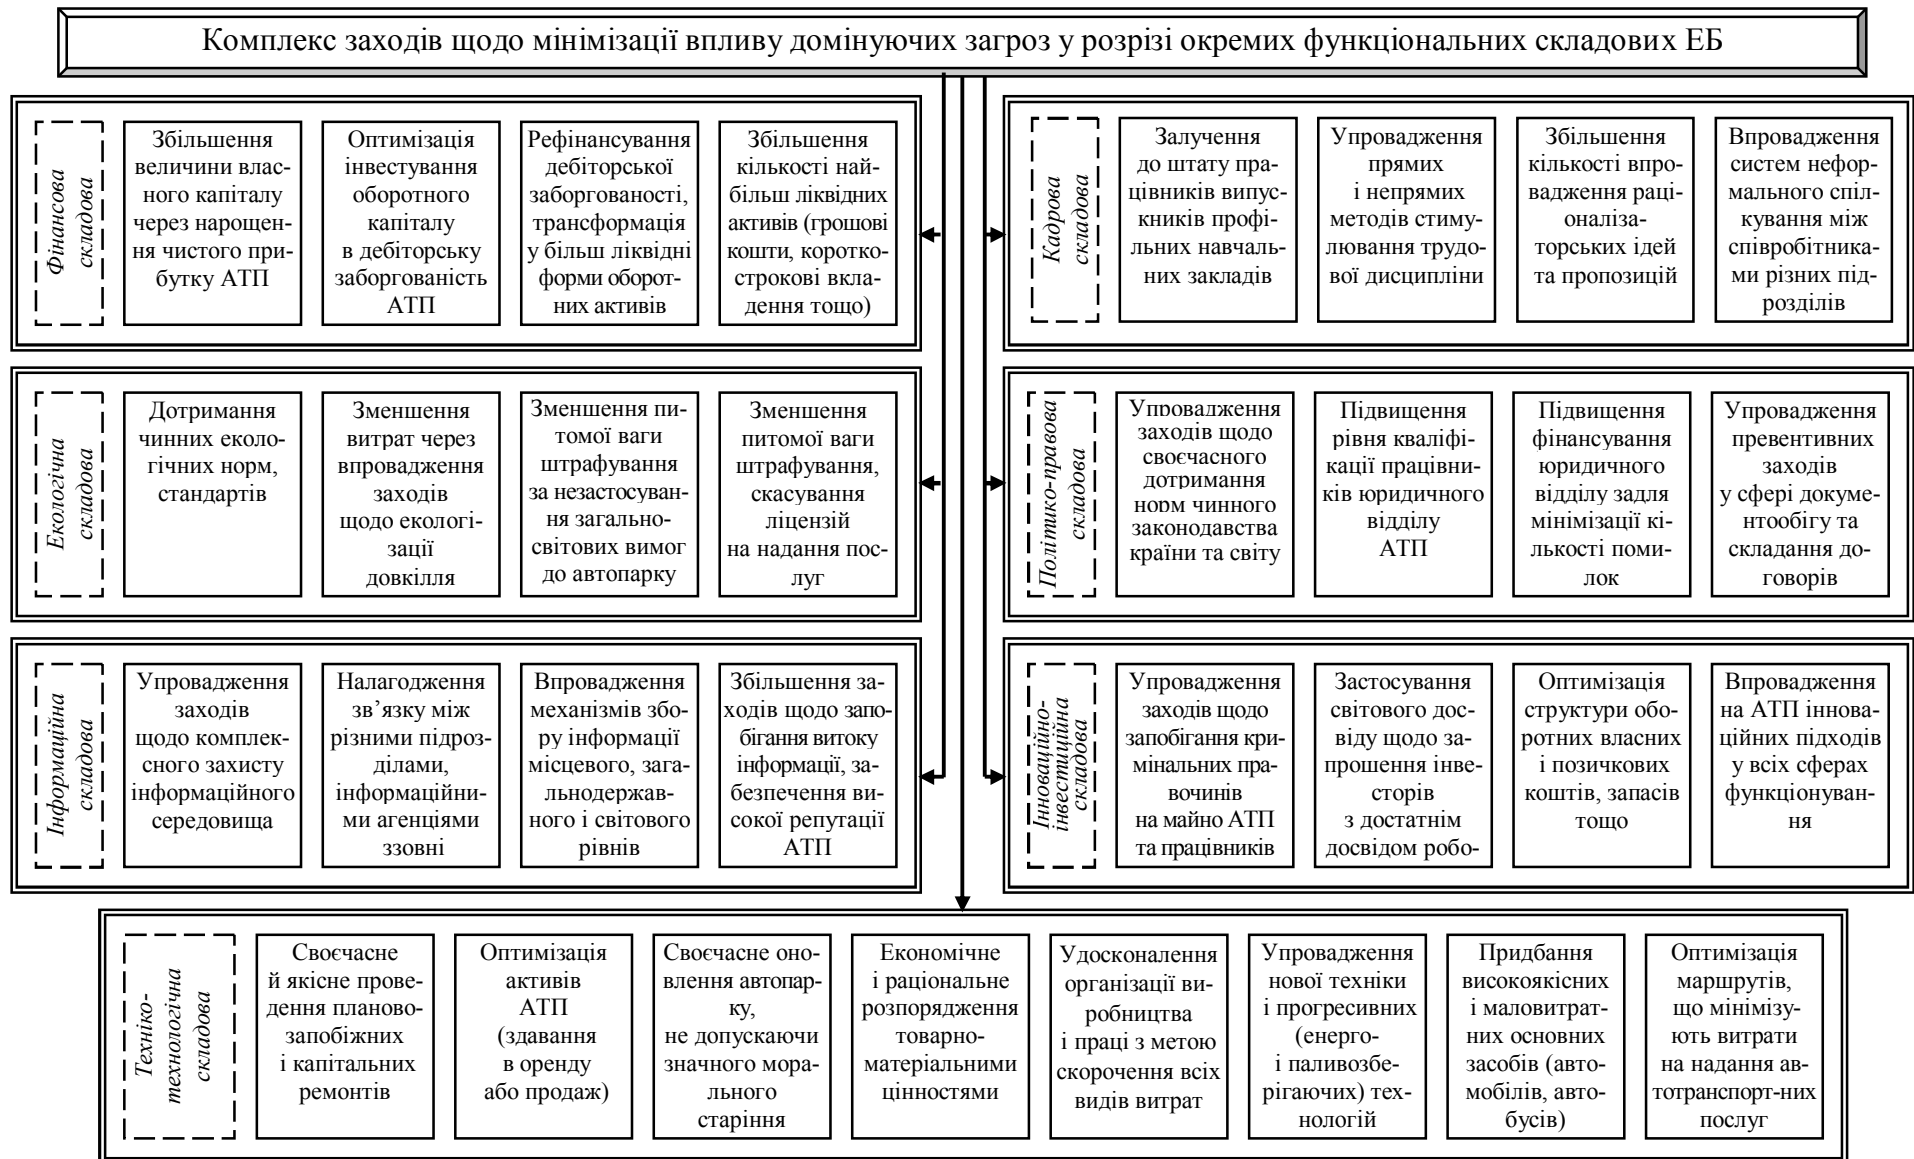 Комплекс заходів щодо мінімізації впливу домінуючих загроз у розрізі окремих функціональних складових ЕБ
Фінансова
складова
Збільшення
величини влас-
ного капіталу
через нарощен-
ня чистого при-
бутку АТП
Оптимізація
інвестування
оборотного
капіталу
в дебіторську
заборгованість
АТП
Рефінансування
дебіторської
заборгованості,
трансформація
у більш ліквідні
форми оборот-
них активів
Збільшення
кількості най-
більш ліквідних
активів (грошові
кошти, коротко-
строкові вкла-
дення тощо)
Кадрова
складова
Залучення
до штату пра-
цівників випус-
кників профі-
льних навчаль-
них закладів
Упровадження
прямих
і непрямих
методів стиму-
лювання трудо-
вої дисципліни
Збільшення
кількості впро-
вадження раці-
оналіза-
торських ідей
та пропозицій
Впровадження
систем нефор-
мального спіл-
кування між
співробітника-
ми різних під-
розділів
Екологічна
складова
Дотримання
чинних еколо-
гічних норм,
стандартів
Зменшення
витрат через
впровадження
заходів
щодо екологі-
зації
довкілля
Зменшення пи-
томої ваги
штрафування
за незастосуван-
ня загально-
світових вимог
до автопарку
Зменшення
питомої ваги
штрафування,
скасування
ліцензій
на надання пос-
луг
Політико-правова
складова
Упровадження
заходів щодо
своєчасного
дотримання
норм чинного
законодавства
країни та світу
Підвищення
рівня кваліфі-
кації працівни-
ків юридичного
відділу
АТП
Підвищення
фінансування
юридичного
відділу задля
мінімізації кі-
лькості поми-
лок
Упровадження
превентивних
заходів
у сфері докуме-
нтообігу та
складання до-
говорів
Інформаційна
складова
Упровадження
заходів
щодо комплек-
сного захисту
інформаційного
середовища
Налагодження
зв’язку між
різними підроз-
ділами,
інформаційни-
ми агенціями
ззовні
Впровадження
механізмів збо-
ру інформації
місцевого, зага-
льнодержав-
ного і світового
рівнів
Збільшення за-
ходів щодо запо-
бігання витоку
інформації, за-
безпечення ви-
сокої репутації
АТП
Інноваційно-
інвестиційна
складова
Упровадження
заходів щодо
запобігання кри-
мінальних пра-
вочинів
на майно АТП
та працівників
Застосування
світового дос-
віду щодо за-
прошення інве-
сторів
з достатнім
досвідом робо-
Оптимізація
структури обо-
ротних власних
і позичкових
коштів, запасів
тощо
Впровадження
на АТП іннова-
ційних підходів
у всіх сферах
функціонуван-
ня
Техніко-
технологічна
складова
Своєчасне
й якісне прове-
дення планово-
запобіжних
і капітальних
ремонтів
Оптимізація
активів
АТП
(здавання
в оренду
або продаж)
Своєчасне оно-
влення автопар-
ку,
не допускаючи
значного мора-
льного
старіння
Економічне
і раціональне
розпорядження
товарно-
матеріальними
цінностями
Удосконалення
організації ви-
робництва
і праці з метою
скорочення всіх
видів витрат
Упровадження
нової техніки
і прогресивних
(енерго-
і паливозбе-
рігаючих) тех-
нологій
Придбання
високоякісних
і маловитрат-
них основних
засобів (авто-
мобілів, авто-
бусів)
Оптимізація
маршрутів,
що мінімізу-
ють витрати
на надання ав-
тотранспорт-них
послуг